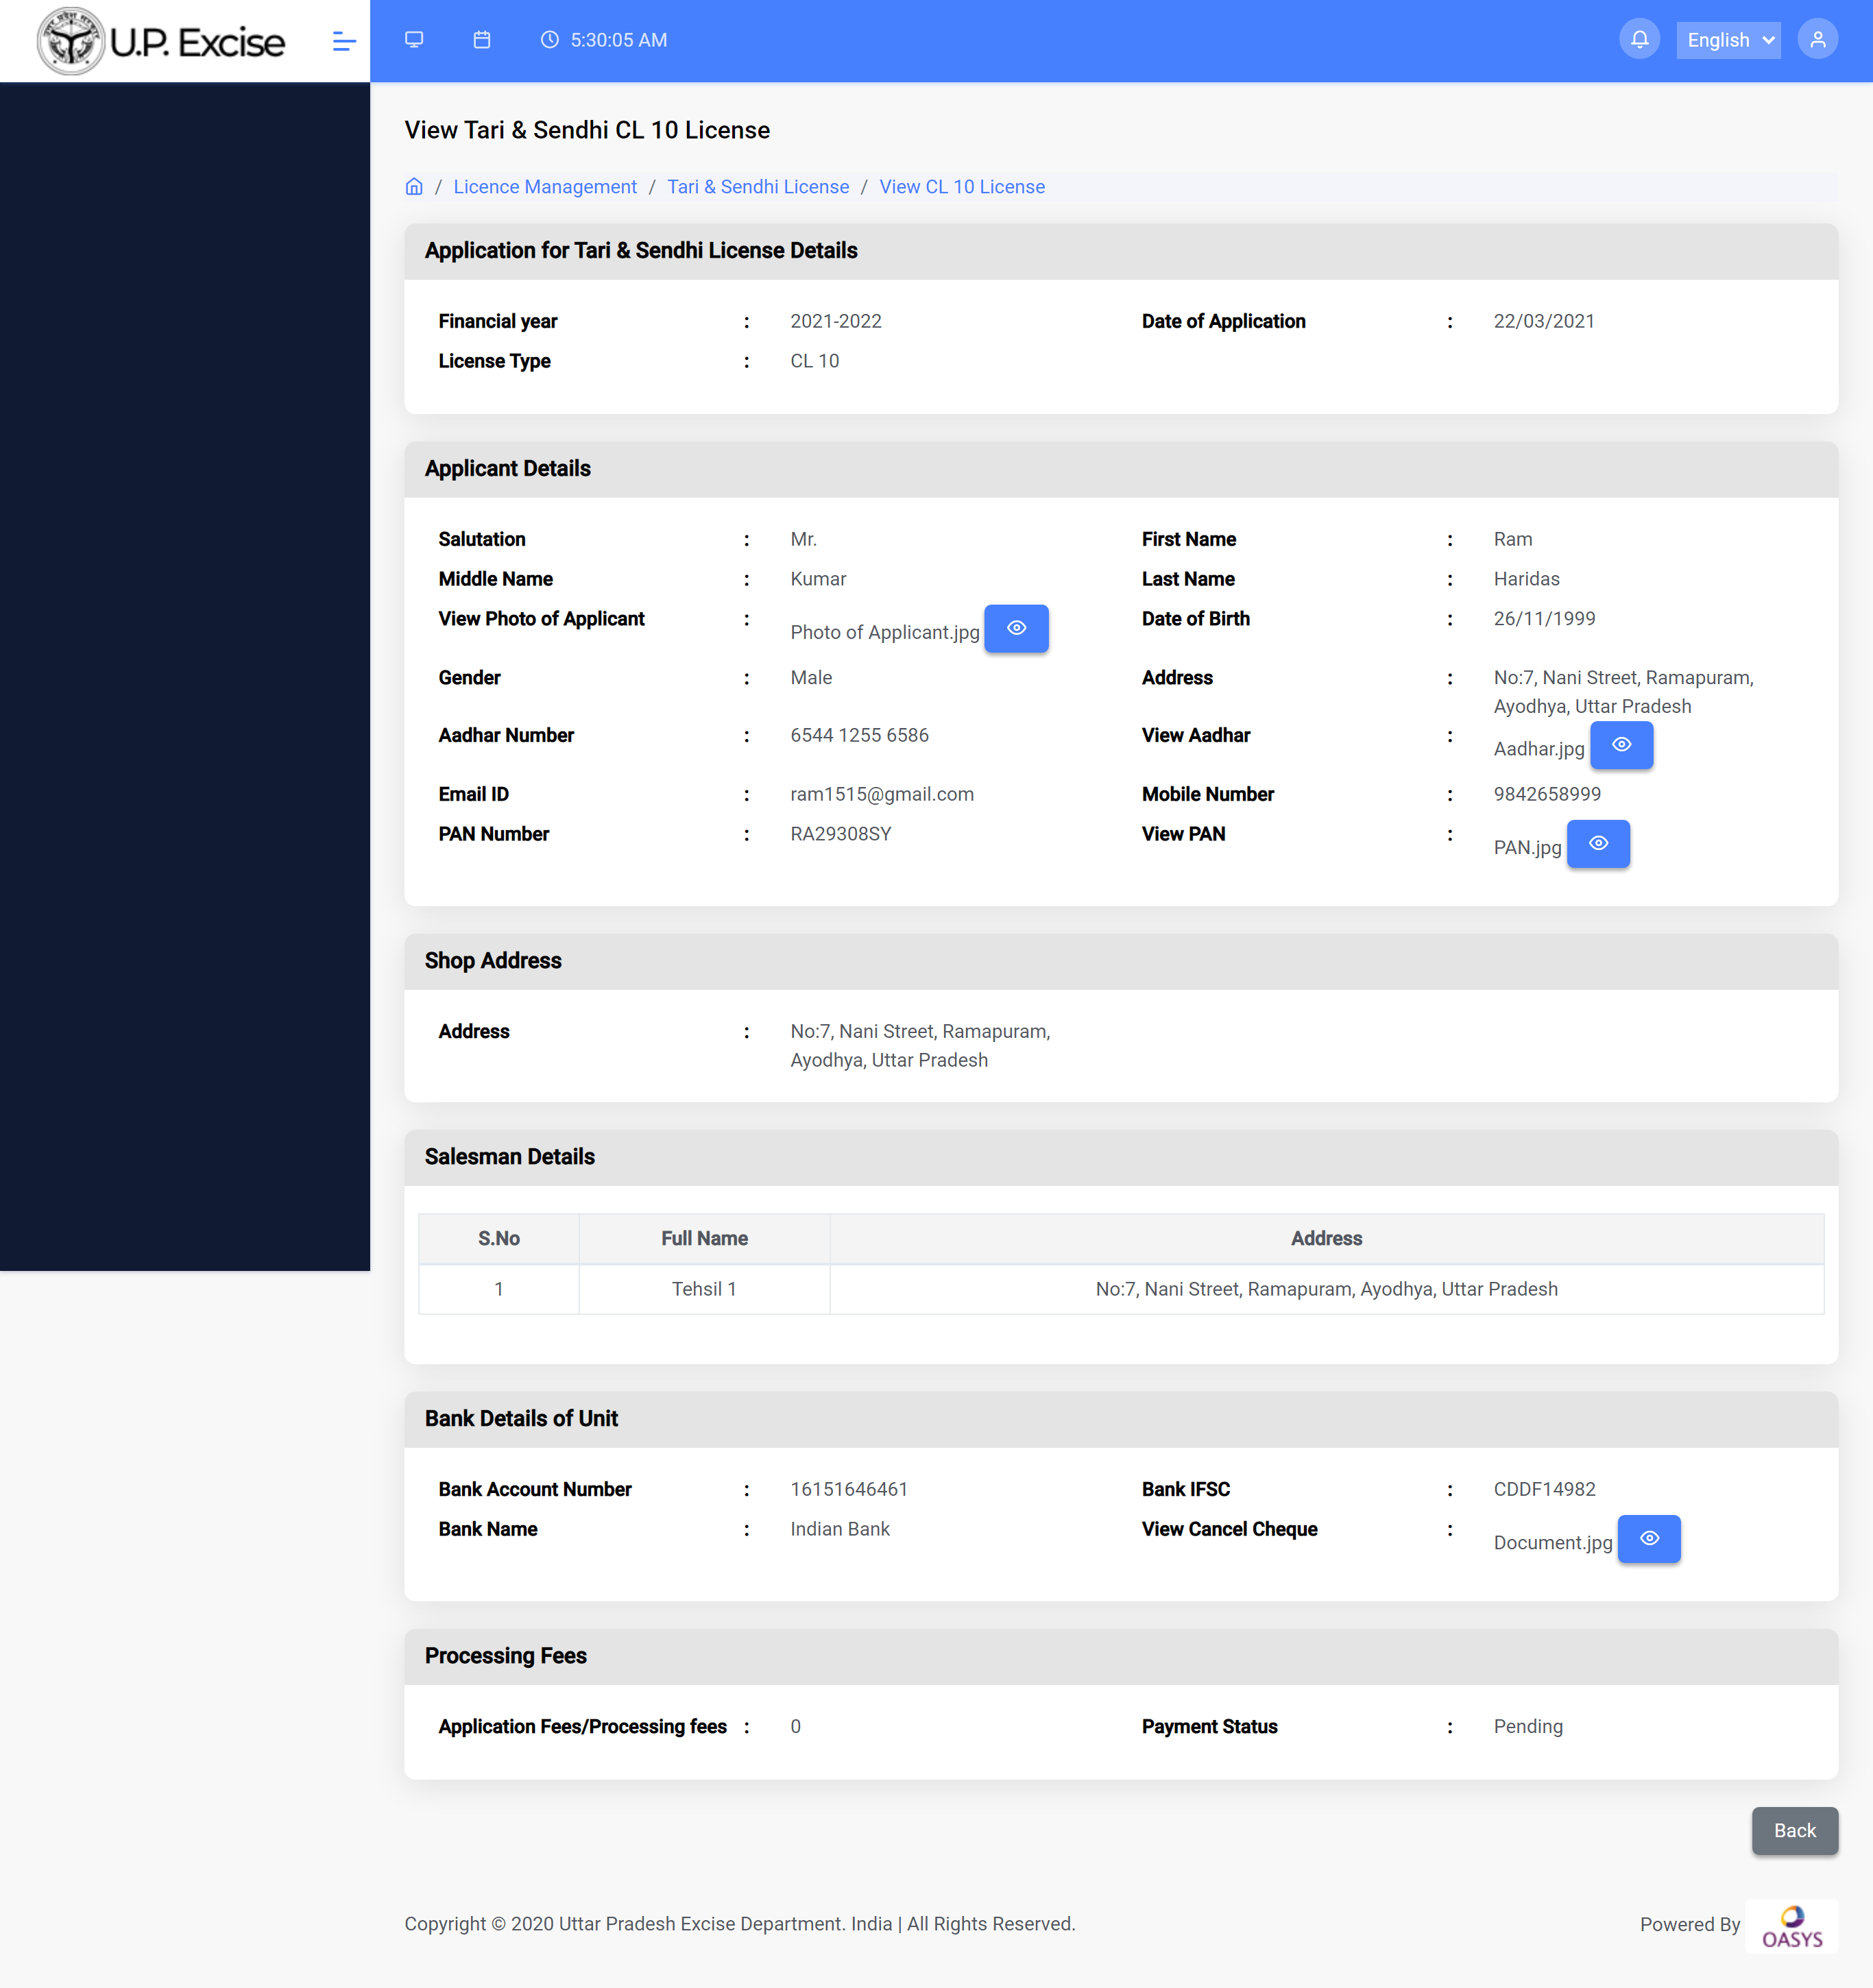 U.P. Excise
5:30:05 AM
English
View Tari & Sendhi CL 10 License
/ Licence Management / Tari & Sendhi License / View CL 10 License
Application for Tari & Sendhi License Details
Financial year : 2021-2022 Date of Application : 22/03/2021
License Type : CL 10
Applicant Details
Salutation : Mr. First Name : Ram
Middle Name : Kumar Last Name : Haridas
View Photo of Applicant : Photo of Applicant.jpg Date of Birth : 26/11/1999
Gender : Male Address : No:7, Nani Street, Ramapuram,
Ayodhya, Uttar Pradesh
Aadhar Number : 6544 1255 6586 View Aadhar : Aadhar.jpg
Email ID : ram1515@gmail.com Mobile Number : 9842658999
PAN Number : RA29308SY View PAN : PAN.jpg
Shop Address
Address : No:7, Nani Street, Ramapuram,
Ayodhya, Uttar Pradesh
Salesman Details
S.No Full Name Address
1 Tehsil 1 No:7, Nani Street, Ramapuram, Ayodhya, Uttar Pradesh
Bank Details of Unit
Bank Account Number : 16151646461 Bank IFSC : CDDF14982
Bank Name : Indian Bank View Cancel Cheque : Document.jpg
Processing Fees
Application Fees/Processing fees : 0 Payment Status : Pending
Back
Copyright © 2020 Uttar Pradesh Excise Department. India | All Rights Reserved.
Powered By OASYS